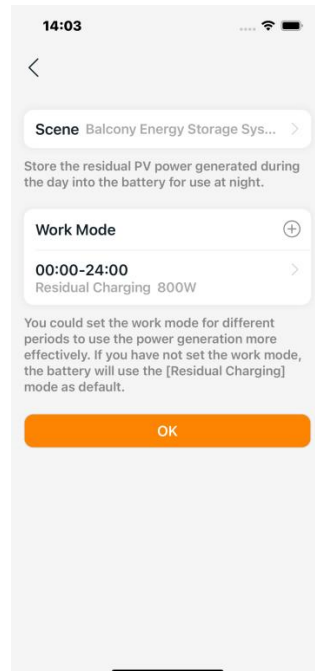 14:03
Scene Balcony Energy Storage Sys...
Store the residual PV power generated during
the day into the battery for use at night.
Work Mode
00:00-24:00
Residual Charging 800W
You could set the work mode for different
periods to use the power generation more
effectively. If you have not set the work mode,
the battery will use the [Residual Charging]
mode as default.
OK